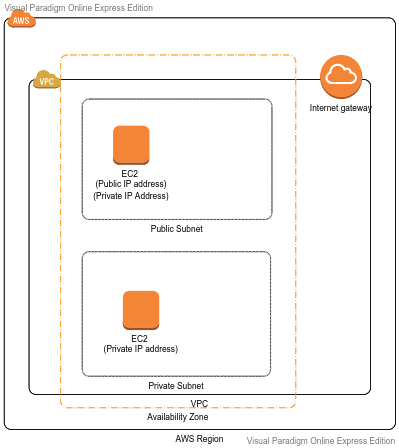 Visual Paradigm Online Express Edition
AWS
VPC
Internet gateway
EC2
(Public IP address)
(Private IP Address)
Public Subnet
EC2
(Private IP address)
Private Subnet
VPC
Availability Zone
AWS Region
Visual Paradigm Online Express Edition